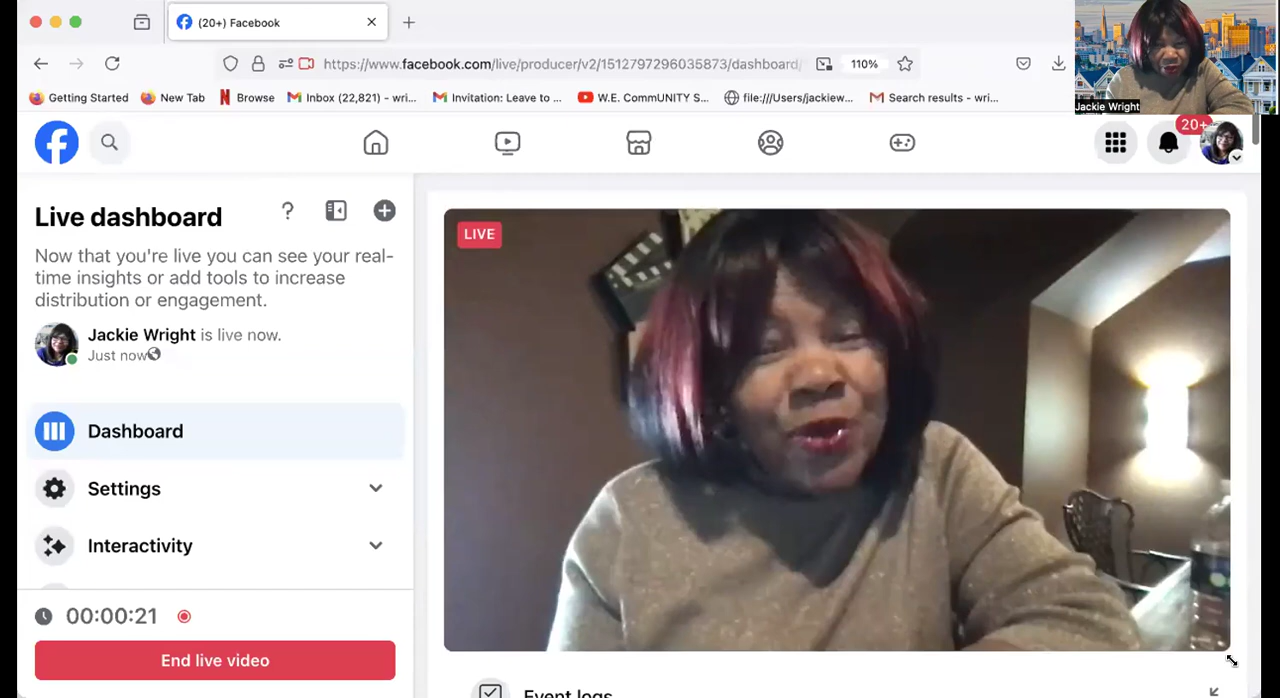 (20+) Facebook
https://www.facebook.com/live/producer/v2/1512797296035873/dashboard/
110%
Getting Started
New Tab
Browse
Inbox (22,821) - wri...
Invitation: Leave to ...
W.E. CommUNITY S...
file:///Users/jackiew...
Search results - wri...
Jackie Wright
20+
Live dashboard
?
Now that you're live you can see your real-
time insights or add tools to increase
distribution or engagement.
Jackie Wright is live now.
Just now
LIVE
Dashboard
Settings
Interactivity
00:00:21
End live video
Event logs